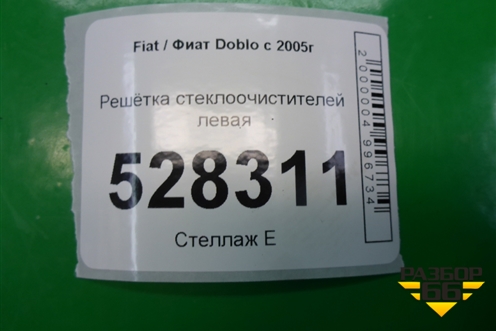 Fiat / Фиат Doblo с 2005г
Решётка стеклоочистителей
левая
528311
Стеллаж Е
2000004996734
РАЗБОР
66